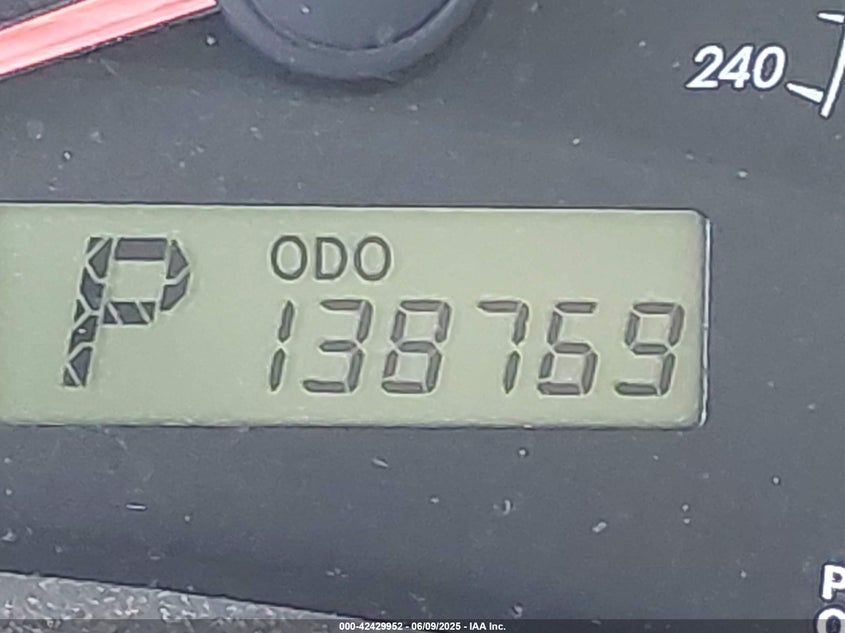 240
P ODO
138769
P
000-42429952 - 06/09/2025 - IAA Inc.